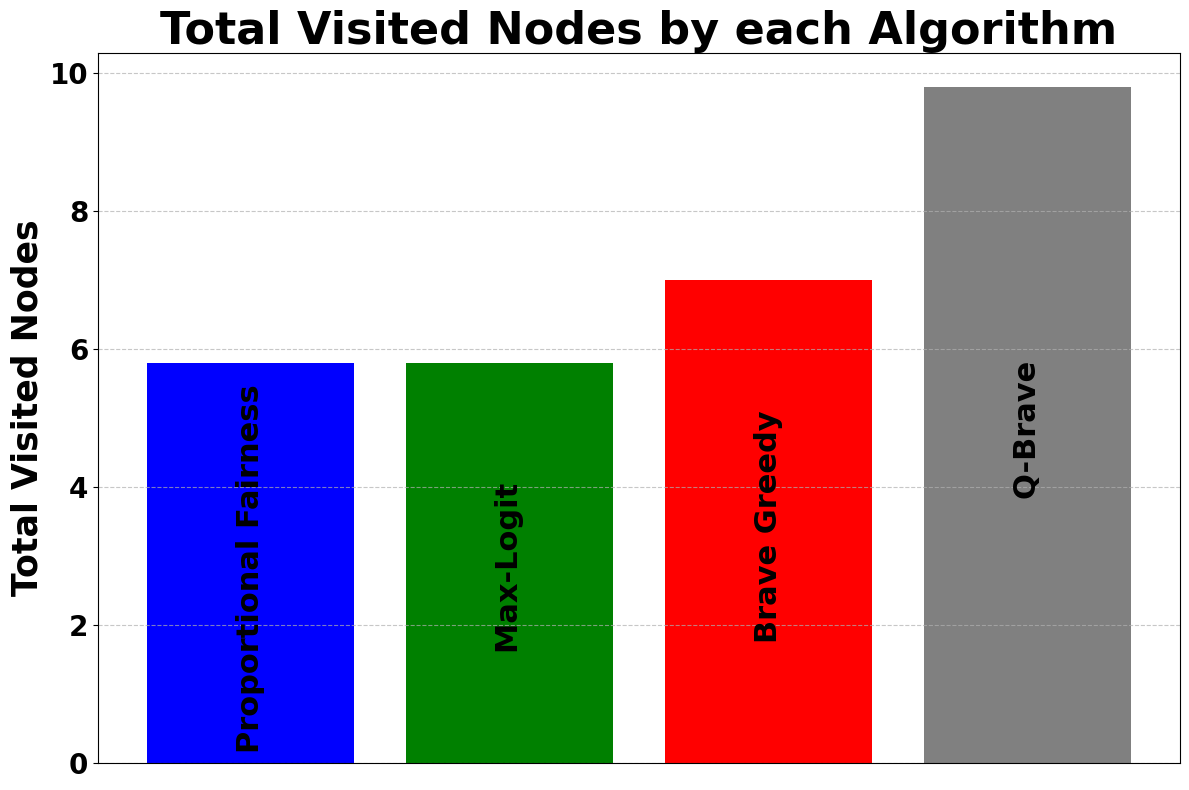 Total Visited Nodes by each Algorithm
Total Visited Nodes
10
8
6
4
2
0
Proportional Fairness
Max-Logit
Brave Greedy
Q-Brave